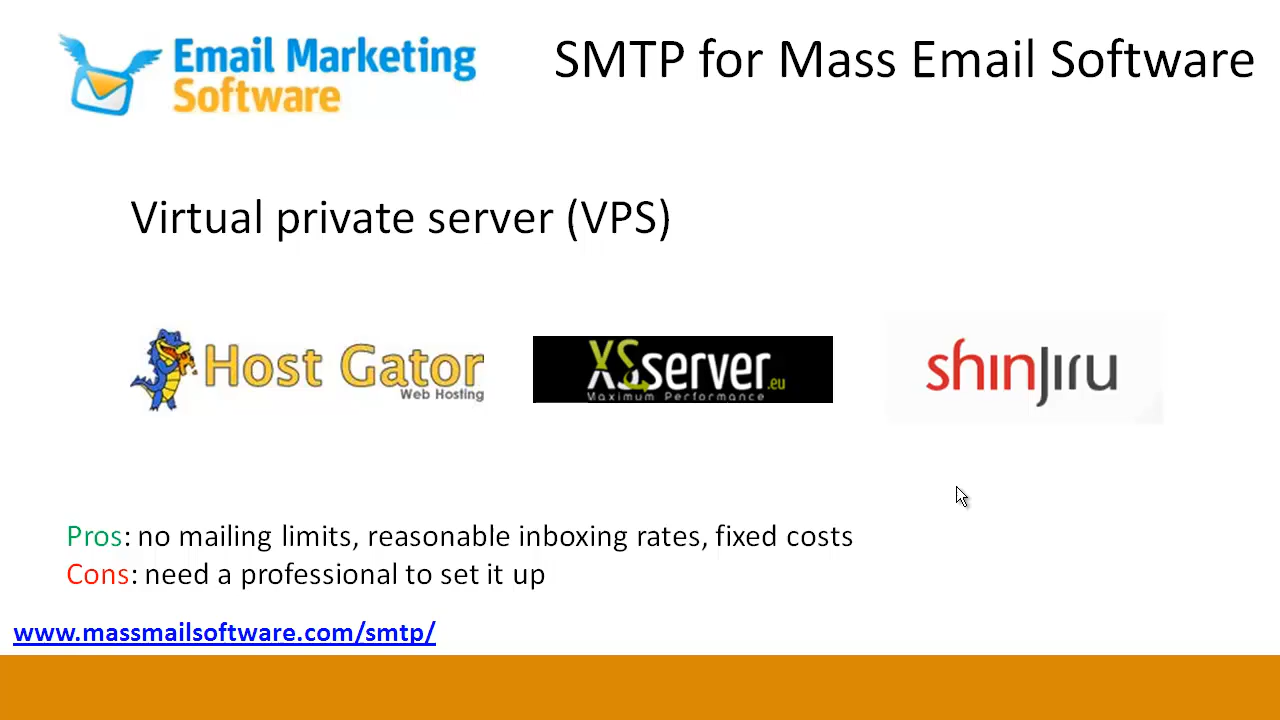 Email Marketing
Software
SMTP for Mass Email Software
Virtual private server (VPS)
Host Gator
Web Hosting
XSserver.eu
Maximum Performance
shinJiru
Pros: no mailing limits, reasonable inboxing rates, fixed costs
Cons: need a professional to set it up
www.massmailsoftware.com/smtp/